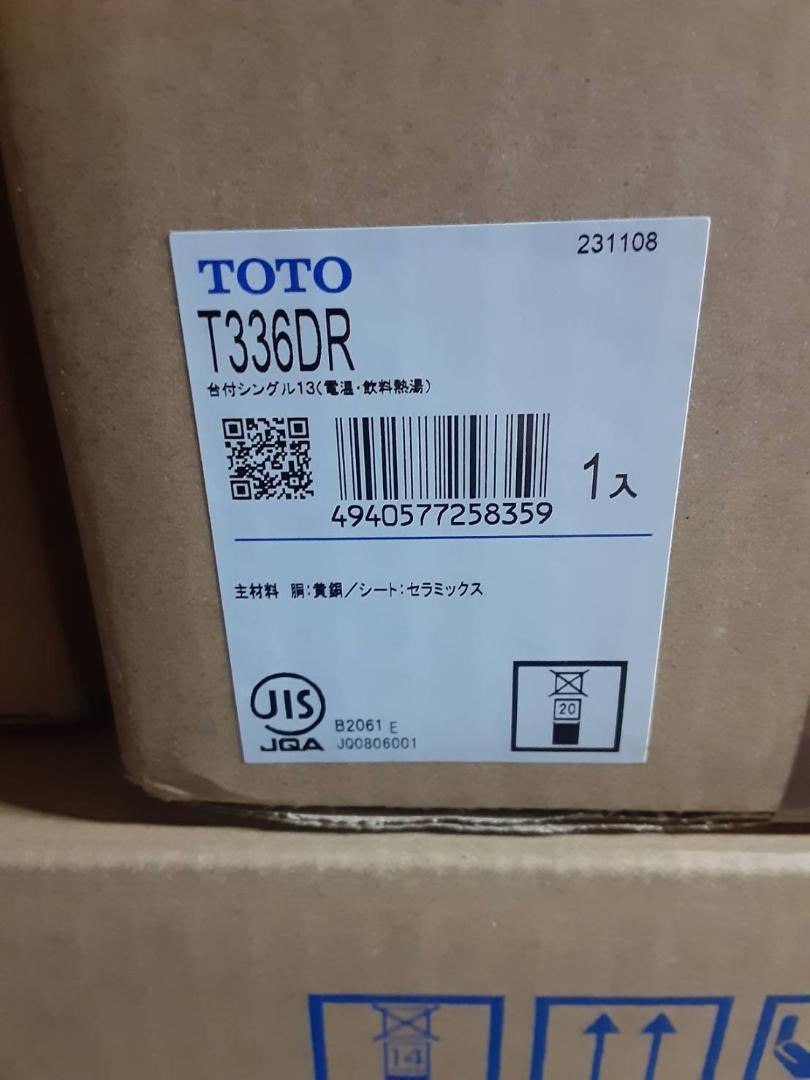 231108
TOTO
T336DR
台付シングル13(電温・飲料熱湯)
4940577258359
1入
主材料 胴:黄銅/シート:セラミックス
JIS
B2061 E
JQA
JQ0806001
20
14